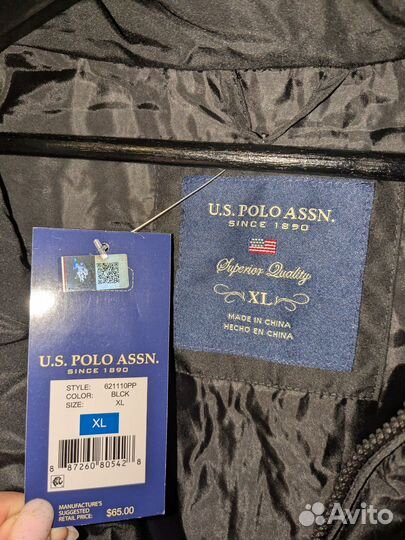 U.S. POLO ASSN.
SINCE 1890
Superior Quality
XL
MADE IN CHINA
HECHO EN CHINA
U.S. POLO ASSN.
SINCE 1890
STYLE: 621110PP
COLOR: BLCK
SIZE: XL
XL
8 87260 80542 8
MANUFACTURE'S
SUGGESTED
RETAIL PRICE: $65.00
Avito